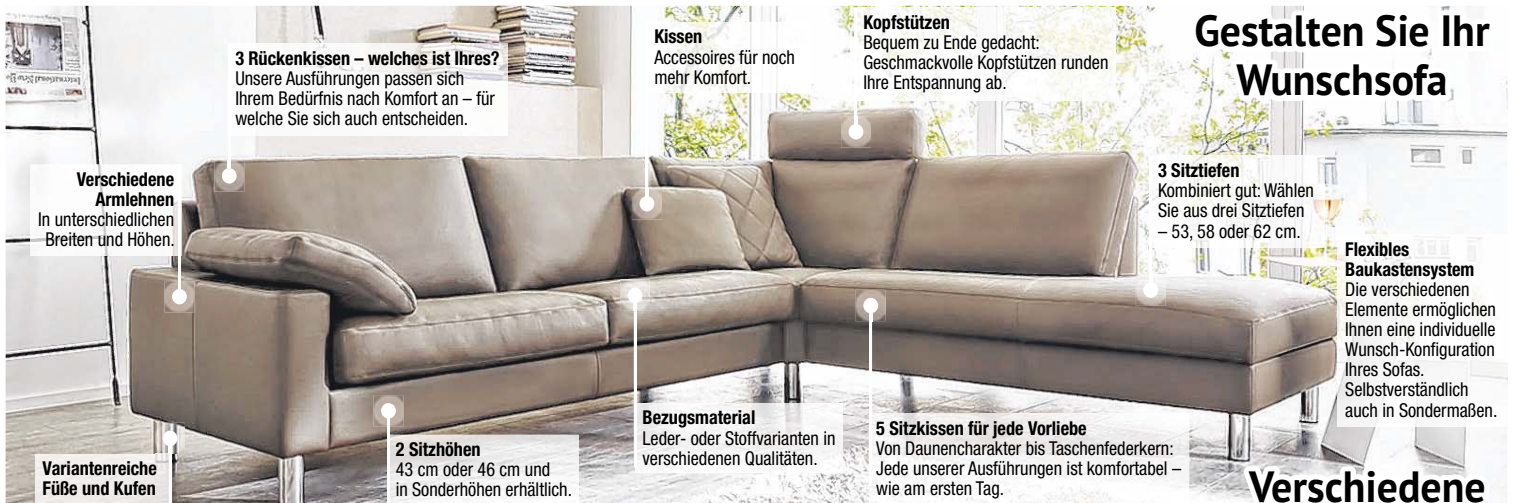 Gestalten Sie Ihr
Wunschsofa
3 Rückenkissen – welches ist Ihres?
Unsere Ausführungen passen sich
Ihrem Bedürfnis nach Komfort an – für
welche Sie sich auch entscheiden.
Kissen
Accessoires für noch
mehr Komfort.
Kopfstützen
Bequem zu Ende gedacht:
Geschmackvolle Kopfstützen runden
Ihre Entspannung ab.
Verschiedene
Armlehnen
In unterschiedlichen
Breiten und Höhen.
3 Sitztiefen
Kombiniert gut: Wählen
Sie aus drei Sitztiefen
– 53, 58 oder 62 cm.
Flexibles
Baukastensystem
Die verschiedenen
Elemente ermöglichen
Ihnen eine individuelle
Wunsch-Konfiguration
Ihres Sofas.
Selbstverständlich
auch in Sondermaßen.
Variantenreiche
Füße und Kufen
2 Sitzhöhen
43 cm oder 46 cm und
in Sonderhöhen erhältlich.
Bezugsmaterial
Leder- oder Stoffvarianten in
verschiedenen Qualitäten.
5 Sitzkissen für jede Vorliebe
Von Daunencharakter bis Taschenfederkern:
Jede unserer Ausführungen ist komfortabel –
wie am ersten Tag.
Verschiedene